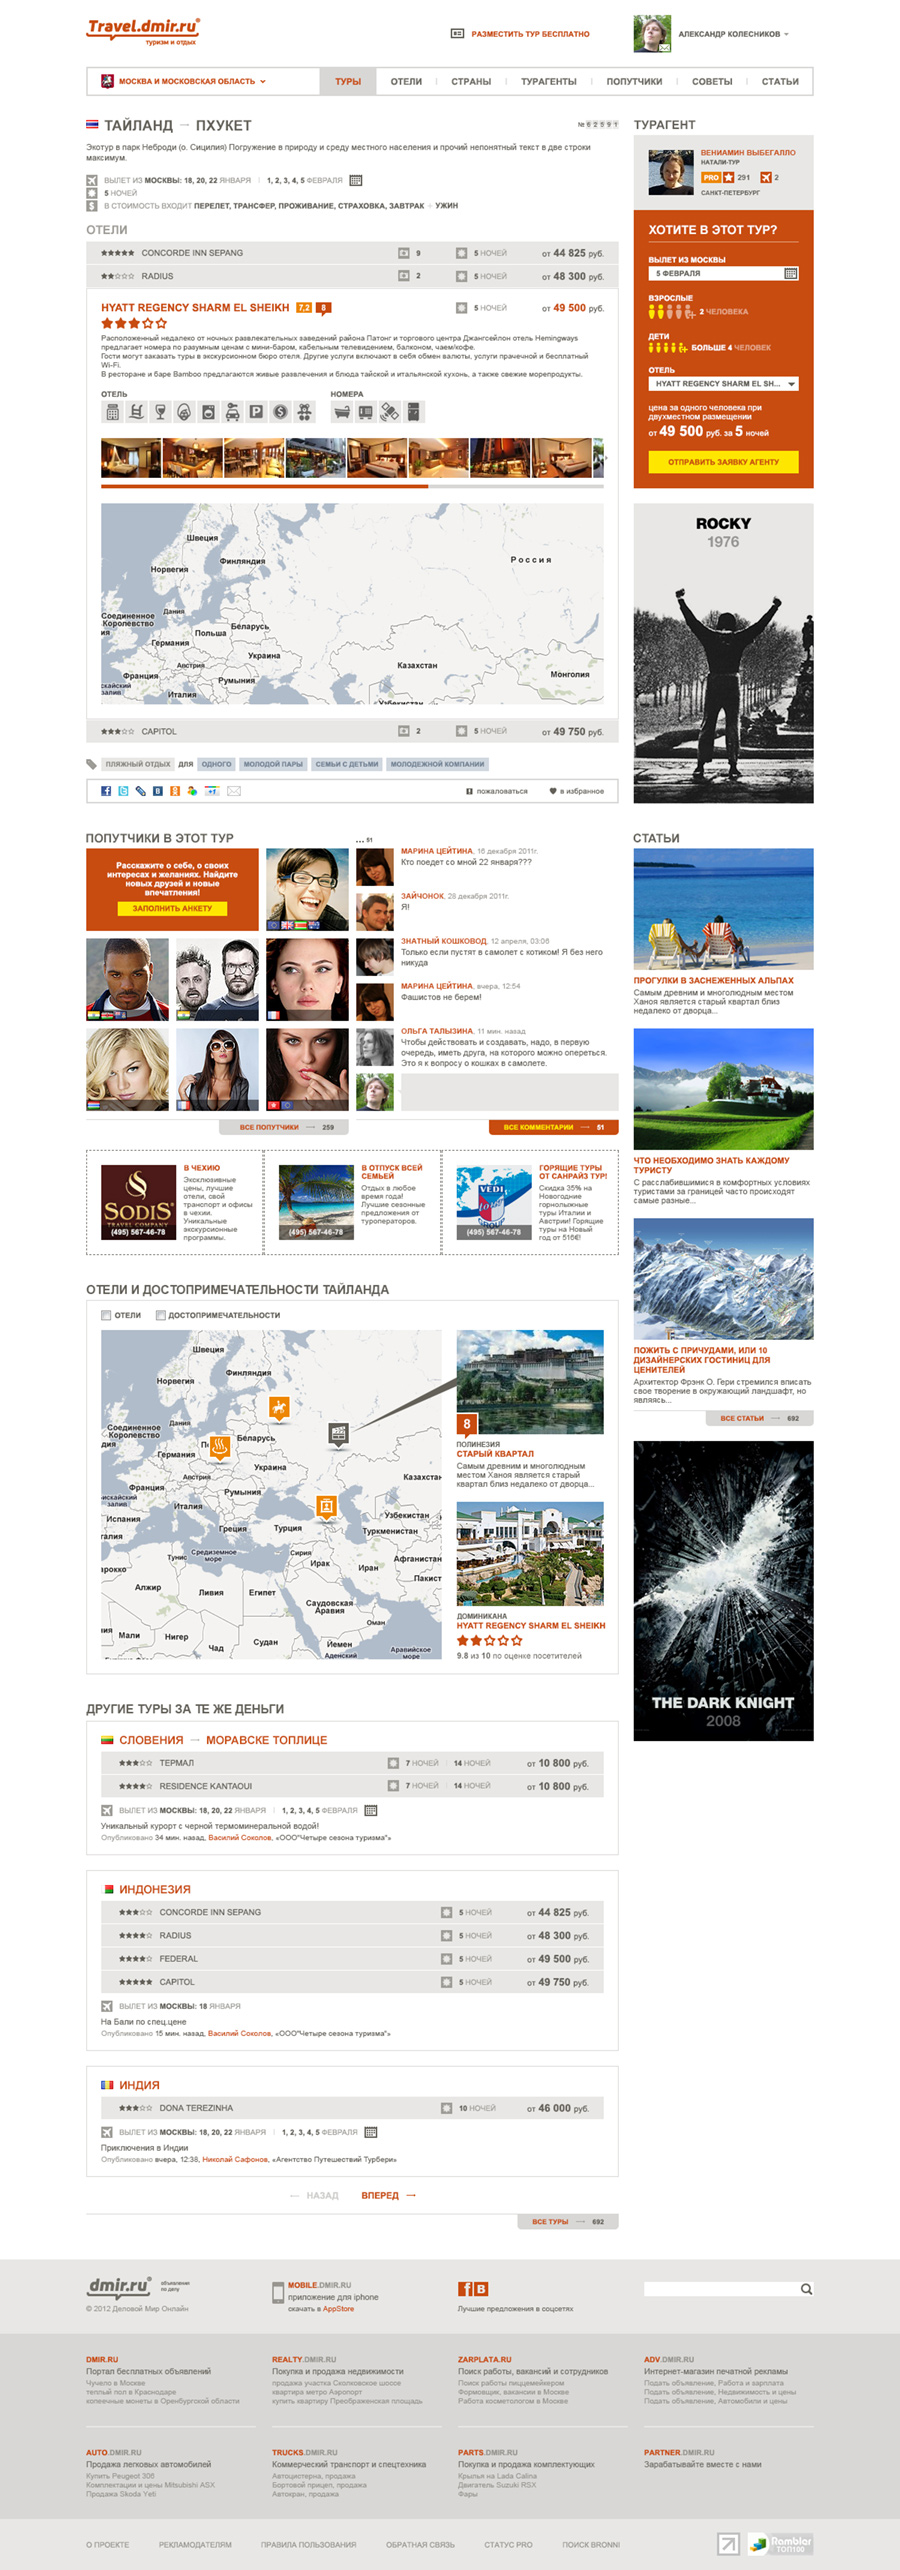 Travel.dmir.ru
туризм и отдых
РАЗМЕСТИТЬ ТУР БЕСПЛАТНО
АЛЕКСАНДР КОЛЕСНИКОВ
МОСКВА И МОСКОВСКАЯ ОБЛАСТЬ
ТУРЫ ОТЕЛИ СТРАНЫ ТУРАГЕНТЫ ПОПУТЧИКИ СОВЕТЫ СТАТЬИ
ТАЙЛАНД → ПХУКЕТ
№ 6 2 5 9 1
Экотур в парк Неброди (о. Сицилия) Погружение в природу и среду местного населения и прочий непонятный текст в две строки
максимум.
ВЫЛЕТ ИЗ МОСКВЫ: 18, 20, 22 ЯНВАРЯ | 1, 2, 3, 4, 5 ФЕВРАЛЯ
5 НОЧЕЙ
В СТОИМОСТЬ ВХОДИТ ПЕРЕЛЕТ, ТРАНСФЕР, ПРОЖИВАНИЕ, СТРАХОВКА, ЗАВТРАК + УЖИН
ОТЕЛИ
CONCORDE INN SEPANG 9 5 НОЧЕЙ от 44 825 руб.
RADIUS 2 5 НОЧЕЙ от 48 300 руб.
HYATT REGENCY SHARM EL SHEIKH 7,2 8 5 НОЧЕЙ от 49 500 руб.
Расположенный недалеко от ночных развлекательных заведений района Патонг и торгового центра Джангсейлон отель Hemingways
предлагает номера по разумным ценам с мини-баром, кабельным телевидением, балконом, чаем/кофе.
Гости могут заказать туры в экскурсионном бюро отеля. Другие услуги включают в себя обмен валюты, услуги прачечной и бесплатный
Wi-Fi.
В ресторане и баре Bamboo предлагаются живые развлечения и блюда тайской и итальянской кухонь, а также свежие морепродукты.
ОТЕЛЬ НОМЕРА
Швеция
Финляндия
Россия
Норвегия
Дания
Соединенное
Королевство
ия
Беларусь
Польша
Германия
Украина
Австрия
Казахстан
Франция
Румыния
Монголия
скайский
залив
Италия
Узбекистан
CAPITOL 2 5 НОЧЕЙ от 49 750 руб.
ПЛЯЖНЫЙ ОТДЫХ ДЛЯ ОДНОГО МОЛОДОЙ ПАРЫ СЕМЬИ С ДЕТЬМИ МОЛОДЕЖНОЙ КОМПАНИИ
пожаловаться в избранное
ТУРАГЕНТ
ВЕНИАМИН ВЫБЕГАЛЛО
НАТАЛИ-ТУР
PRO 291 2
САНКТ-ПЕТЕРБУРГ
ХОТИТЕ В ЭТОТ ТУР?
ВЫЛЕТ ИЗ МОСКВЫ
5 ФЕВРАЛЯ
ВЗРОСЛЫЕ
2 ЧЕЛОВЕКА
ДЕТИ
БОЛЬШЕ 4 ЧЕЛОВЕК
ОТЕЛЬ
HYATT REGENCY SHARM EL SH...
цена за одного человека при
двухместном размещении
от 49 500 руб. за 5 ночей
ОТПРАВИТЬ ЗАЯВКУ АГЕНТУ
ROCKY
1976
ПОПУТЧИКИ В ЭТОТ ТУР
Расскажите о себе, о своих
интересах и желаниях. Найдите
новых друзей и новые
впечатления!
ЗАПОЛНИТЬ АНКЕТУ
ВСЕ ПОПУТЧИКИ → 259
... 51
МАРИНА ЦЕЙТИНА, 16 декабря 2011г.
Кто поедет со мной 22 января???
ЗАЙЧОНОК, 28 декабря 2011г.
Я!
ЗНАТНЫЙ КОШКОВОД, 12 апреля, 03:06
Только если пустят в самолет с котиком! Я без него
никуда
МАРИНА ЦЕЙТИНА, вчера, 12:54
Фашистов не берем!
ОЛЬГА ТАЛЫЗИНА, 11 мин. назад
Чтобы действовать и создавать, надо, в первую
очередь, иметь друга, на которого можно опереться.
Это я к вопросу о кошках в самолете.
ВСЕ КОММЕНТАРИИ → 51
SODIS
TRAVEL COMPANY
(495) 567-46-78
В ЧЕХИЮ
Эксклюзивные
цены, лучшие
отели, свой
транспорт и офисы
в чехии.
Уникальные
экскурсионные
программы.
(495) 567-46-78
В ОТПУСК ВСЕЙ
СЕМЬЕЙ
Отдых в любое
время года!
Лучшие сезонные
предложения от
туроператоров.
VEDI
(495) 567-46-78
ГОРЯЩИЕ ТУРЫ
ОТ САНРАЙЗ ТУР!
Скидка 35% на
Новогодние
горнолыжные
туры Италии и
Австрии! Горящие
туры на Новый
год от 516€!
СТАТЬИ
ПРОГУЛКИ В ЗАСНЕЖЕННЫХ АЛЬПАХ
Самым древним и многолюдным местом
Ханоя является старый квартал близ
недалеко от дворца...
ЧТО НЕОБХОДИМО ЗНАТЬ КАЖДОМУ
ТУРИСТУ
С расслабившимися в комфортных условиях
туристами за границей часто происходят
самые разные...
ПОЖИТЬ С ПРИЧУДАМИ, ИЛИ 10
ДИЗАЙНЕРСКИХ ГОСТИНИЦ ДЛЯ
ЦЕНИТЕЛЕЙ
Архитектор Фрэнк О. Гери стремился вписать
свое творение в окружающий ландшафт, но
являясь...
ВСЕ СТАТЬИ → 692
THE DARK KNIGHT
2008
ОТЕЛИ И ДОСТОПРИМЕЧАТЕЛЬНОСТИ ТАЙЛАНДА
ОТЕЛИ ДОСТОПРИМЕЧАТЕЛЬНОСТИ
Швеция
Финляндия
Норвегия
Дания
Соединенное
Королевство
дия
Беларусь
Германия
Украина
Австрия
Казахстан
Франция
Румыния
бискайский
залив
Италия
Испания
Узбекистан
Греция
Турция
Туркменистан
галия
Тунис
Средиземное
море
Сирия
Ирак
Афганистан
арокко
Иран
Пакист
Алжир
Ливия
Египет
Саудовская
Аравия
Оман
Мали
Нигер
Чад
Судан
Йемен
Аденский
Аравийское
море
8
ПОЛИНЕЗИЯ
СТАРЫЙ КВАРТАЛ
Самым древним и многолюдным
местом Ханоя является старый
квартал близ недалеко от дворца...
ДОМИНИКАНА
HYATT REGENCY SHARM EL SHEIKH
9.8 из 10 по оценке посетителей
ДРУГИЕ ТУРЫ ЗА ТЕ ЖЕ ДЕНЬГИ
СЛОВЕНИЯ → МОРАВСКЕ ТОПЛИЦЕ
ТЕРМАЛ 7 НОЧЕЙ 14 НОЧЕЙ от 10 800 руб.
RESIDENCE KANTAOUI 7 НОЧЕЙ 14 НОЧЕЙ от 10 800 руб.
ВЫЛЕТ ИЗ МОСКВЫ: 18, 20, 22 ЯНВАРЯ | 1, 2, 3, 4, 5 ФЕВРАЛЯ
Уникальный курорт с черной термоминеральной водой!
Опубликовано 34 мин. назад, Василий Соколов, «ООО"Четыре сезона туризма"»
ИНДОНЕЗИЯ
CONCORDE INN SEPANG 5 НОЧЕЙ от 44 825 руб.
RADIUS 5 НОЧЕЙ от 48 300 руб.
FEDERAL 5 НОЧЕЙ от 49 500 руб.
CAPITOL 5 НОЧЕЙ от 49 750 руб.
ВЫЛЕТ ИЗ МОСКВЫ: 18 ЯНВАРЯ
На Бали по спец.цене
Опубликовано 15 мин. назад, Василий Соколов, «ООО"Четыре сезона туризма"»
ИНДИЯ
DONA TEREZINHA 10 НОЧЕЙ от 46 000 руб.
ВЫЛЕТ ИЗ МОСКВЫ: 18, 20, 22 ЯНВАРЯ | 1, 2, 3, 4, 5 ФЕВРАЛЯ
Приключения в Индии
Опубликовано вчера, 12:38, Николай Сафонов, «Агентство Путешествий Турбери»
← НАЗАД ВПЕРЕД →
ВСЕ ТУРЫ → 692
dmir.ru
объявления
по делу
© 2012 Деловой Мир Онлайн
MOBILE.DMIR.RU
приложение для iphone
скачать в AppStore
Лучшие предложения в соцсетях
DMIR.RU
Портал бесплатных объявлений
Чучело в Москве
теплый пол в Краснодаре
копеечные монеты в Оренбургской области
REALTY.DMIR.RU
Покупка и продажа недвижимости
продажа участка Сколковское шоссе
квартира метро Аэропорт
купить квартиру Преображенская площадь
ZARPLATA.RU
Поиск работы, вакансий и сотрудников
Поиск работы пиццемейкером
Формовщик, вакансии в Москве
Работа косметологом в Москве
ADV.DMIR.RU
Интернет-магазин печатной рекламы
Подать объявление, Работа и зарплата
Подать объявление, Недвижимость и цены
Подать объявление, Автомобили и цены
AUTO.DMIR.RU
Продажа легковых автомобилей
Купить Peugeot 306
Комплектации и цены Mitsubishi ASX
Продажа Skoda Yeti
TRUCKS.DMIR.RU
Коммерческий транспорт и спецтехника
Автоцистерна, продажа
Бортовой прицеп, продажа
Автокран, продажа
PARTS.DMIR.RU
Покупка и продажа комплектующих
Крылья на Lada Calina
Двигатель Suzuki RSX
Фары
PARTNER.DMIR.RU
Зарабатывайте вместе с нами
О ПРОЕКТЕ РЕКЛАМОДАТЕЛЯМ ПРАВИЛА ПОЛЬЗОВАНИЯ ОБРАТНАЯ СВЯЗЬ СТАТУС PRO ПОИСК BRONNI
Rambler
ТОП100